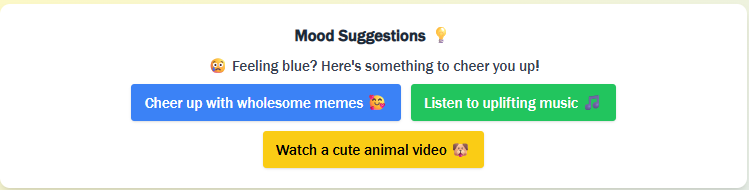 Mood Suggestions 💡
😢 Feeling blue? Here's something to cheer you up!
Cheer up with wholesome memes 🥰
Listen to uplifting music 🎵
Watch a cute animal video 🐶